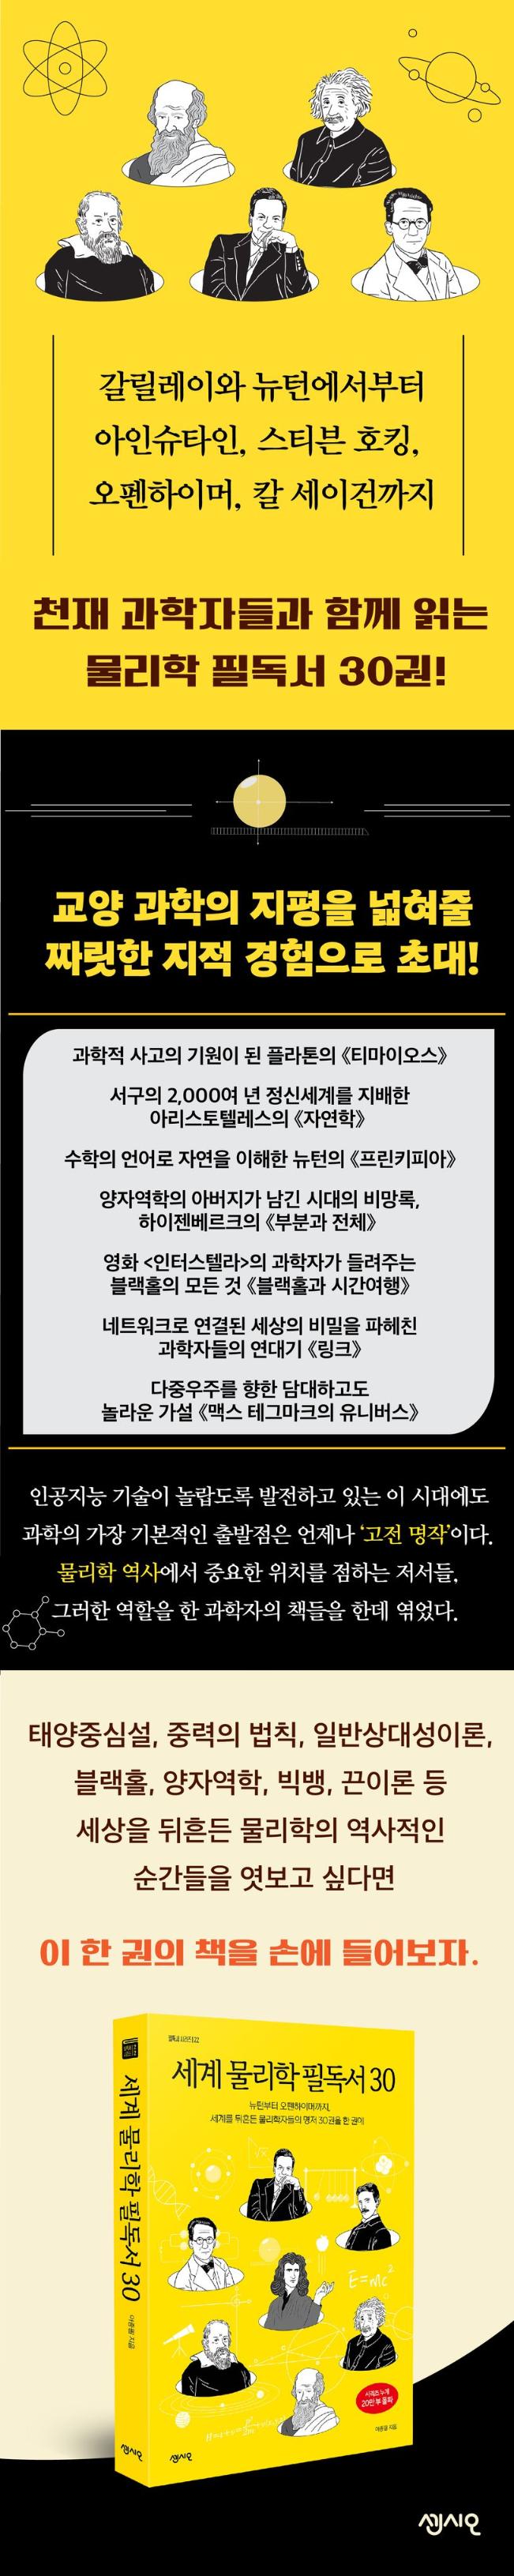 갈릴레이와 뉴턴에서부터
아인슈타인, 스티븐 호킹,
오펜하이머, 칼 세이건까지
천재 과학자들과 함께 읽는
물리학 필독서 30권!
교양 과학의 지평을 넓혀줄
짜릿한 지적 경험으로 초대!
과학적 사고의 기원이 된 플라톤의 《티마이오스》
서구의 2,000여 년 정신세계를 지배한
아리스토텔레스의 《자연학》
수학의 언어로 자연을 이해한 뉴턴의 《프린키피아》
양자역학의 아버지가 남긴 시대의 비망록,
하이젠베르크의 《부분과 전체》
영화 <인터스텔라>의 과학자가 들려주는
블랙홀의 모든 것 《블랙홀과 시간여행》
네트워크로 연결된 세상의 비밀을 파헤친
과학자들의 연대기 《링크》
다중우주를 향한 담대하고도
놀라운 가설 《맥스 테그마크의 유니버스》
인공지능 기술이 놀랍도록 발전하고 있는 이 시대에도
과학의 가장 기본적인 출발점은 언제나 ‘고전 명작’이다.
물리학 역사에서 중요한 위치를 점하는 저서들,
그러한 역할을 한 과학자의 책들을 한데 엮었다.
태양중심설, 중력의 법칙, 일반상대성이론,
블랙홀, 양자역학, 빅뱅, 끈이론 등
세상을 뒤흔든 물리학의 역사적인
순간들을 엿보고 싶다면
이 한 권의 책을 손에 들어보자.
필독서 시리즈 22
세계 물리학 필독서 30
뉴턴부터 오펜하이머까지,
세계를 뒤흔든 물리학자들의 명저 30권을 한 권에
세계 물리학 필독서 30
이종필 지음
E=mc²
시리즈 누계
20만 부 돌파
이종필 지음
센시오
센시오
센시오